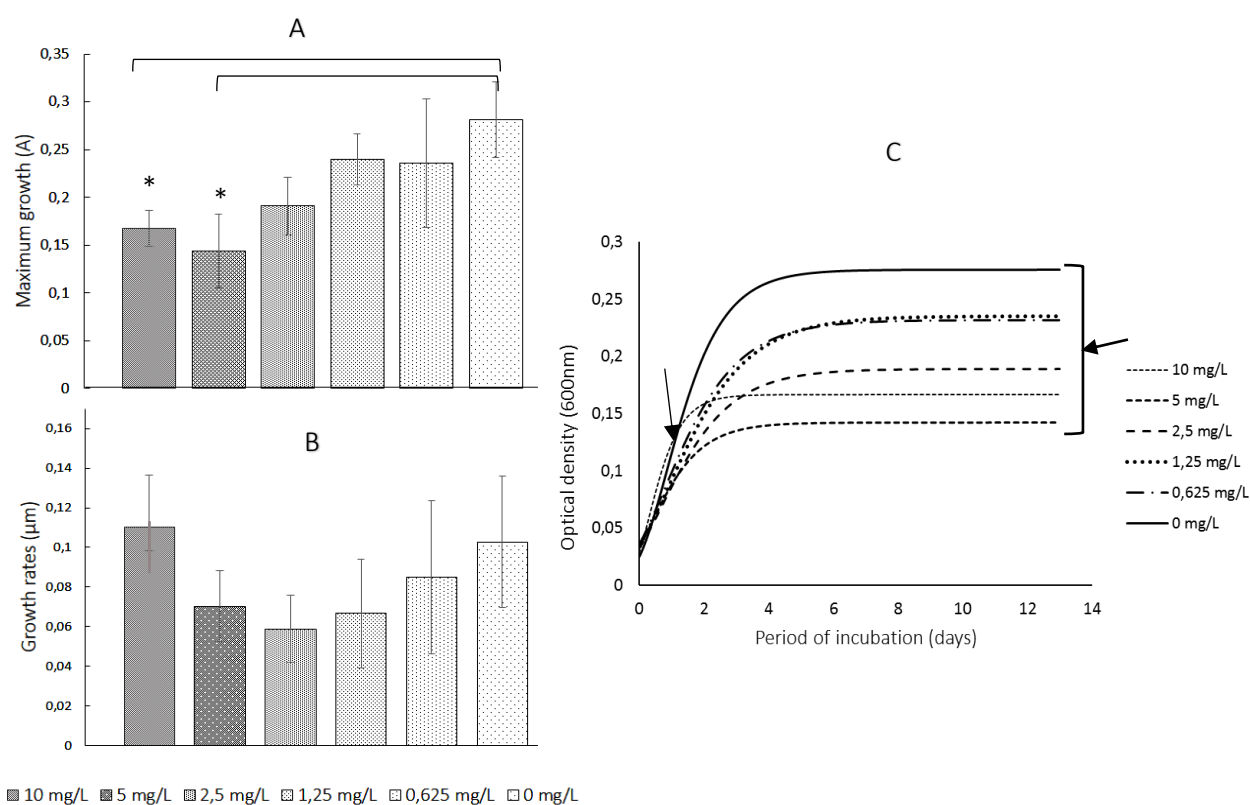 A
Maximum growth (A)
0,35
0,3
0,25
0,2
0,15
0,1
0,05
0
*
*
B
Growth rates (µm)
0,16
0,14
0,12
0,1
0,08
0,06
0,04
0,02
0
10 mg/L 5 mg/L 2,5 mg/L 1,25 mg/L 0,625 mg/L 0 mg/L
C
Optical density (600nm)
0,3
0,25
0,2
0,15
0,1
0,05
0
0 2 4 6 8 10 12 14
Period of incubation (days)
10 mg/L
5 mg/L
2,5 mg/L
1,25 mg/L
0,625 mg/L
0 mg/L